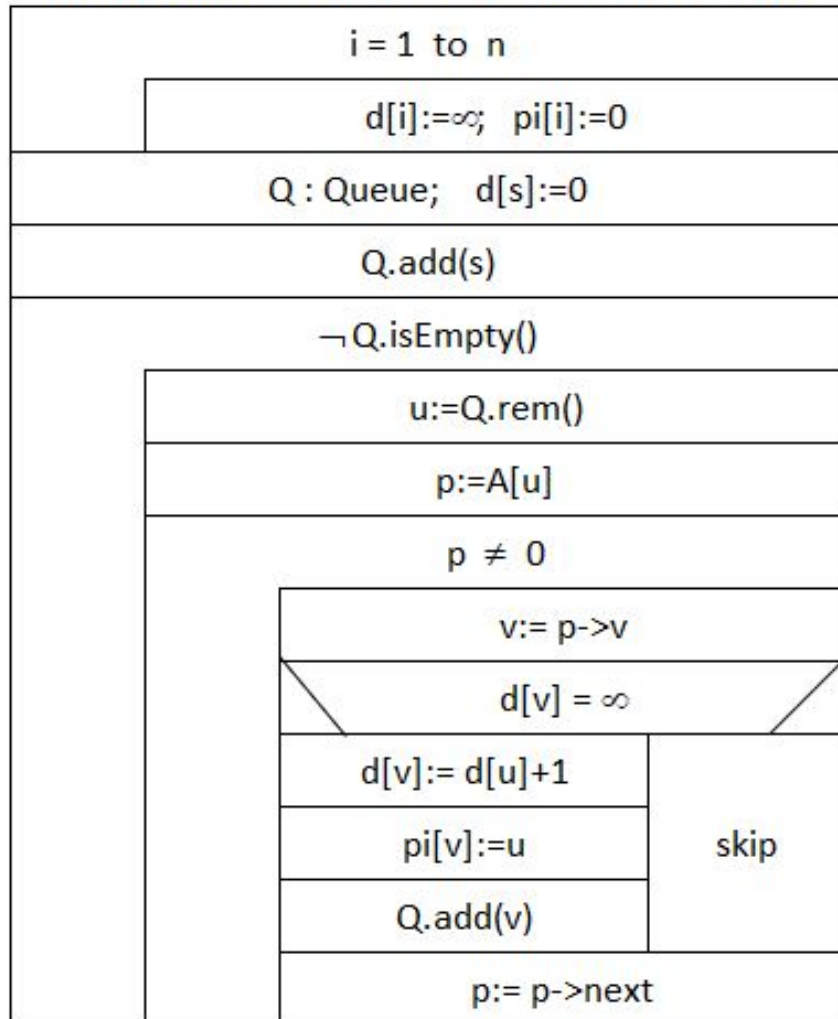 i = 1 to n
d[i]:=∞; pi[i]:=0
Q : Queue; d[s]:=0
Q.add(s)
¬ Q.isEmpty()
u:=Q.rem()
p:=A[u]
p ≠ 0
v:= p->v
d[v] = ∞
d[v]:= d[u]+1
pi[v]:=u
skip
Q.add(v)
p:= p->next